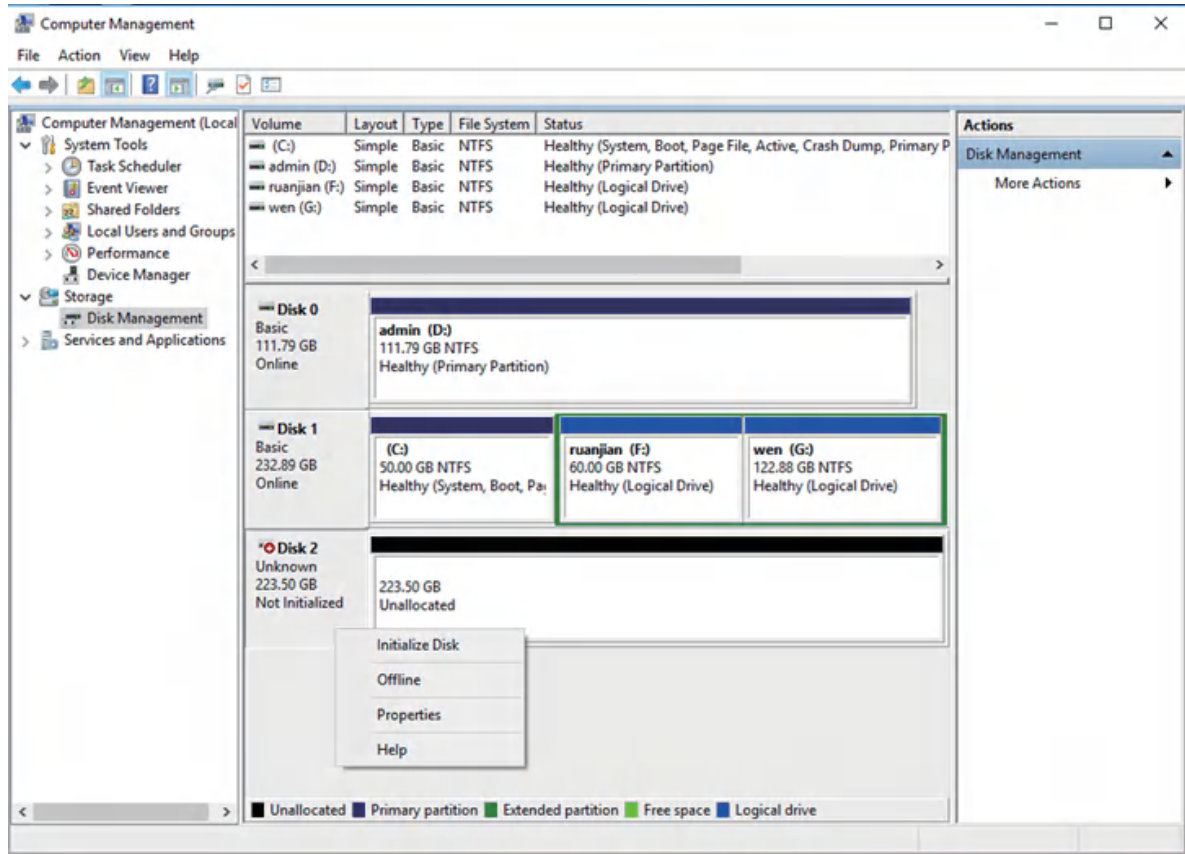 Computer Management
File Action View Help
Computer Management (Local
System Tools
Task Scheduler
Event Viewer
Shared Folders
Local Users and Groups
Performance
Device Manager
Storage
Disk Management
Services and Applications
Volume Layout Type File System Status
(C:) Simple Basic NTFS Healthy (System, Boot, Page File, Active, Crash Dump, Primary P
admin (D:) Simple Basic NTFS Healthy (Primary Partition)
ruanjian (F:) Simple Basic NTFS Healthy (Logical Drive)
wen (G:) Simple Basic NTFS Healthy (Logical Drive)
Disk 0
Basic
111.79 GB
Online
admin (D:)
111.79 GB NTFS
Healthy (Primary Partition)
Disk 1
Basic
232.89 GB
Online
(C:)
50.00 GB NTFS
Healthy (System, Boot, Pa
ruanjian (F:)
60.00 GB NTFS
Healthy (Logical Drive)
wen (G:)
122.88 GB NTFS
Healthy (Logical Drive)
Disk 2
Unknown
223.50 GB
Not Initialized
223.50 GB
Unallocated
Initialize Disk
Offline
Properties
Help
Unallocated Primary partition Extended partition Free space Logical drive
Actions
Disk Management
More Actions